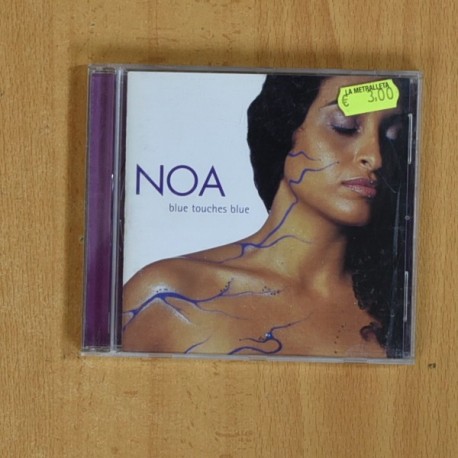 LA METRALLETA
€ 3.00
NOA
blue touches blue